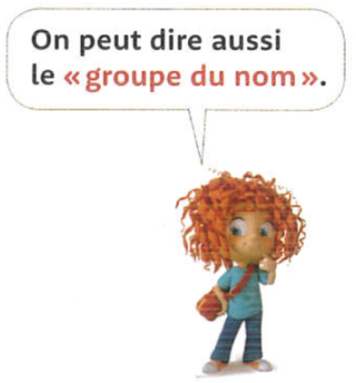 On peut dire aussi
le « groupe du nom ».